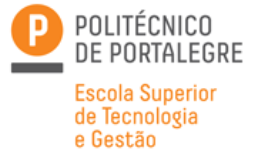 P
POLITÉCNICO
DE PORTALEGRE
Escola Superior
de Tecnologia
e Gestão